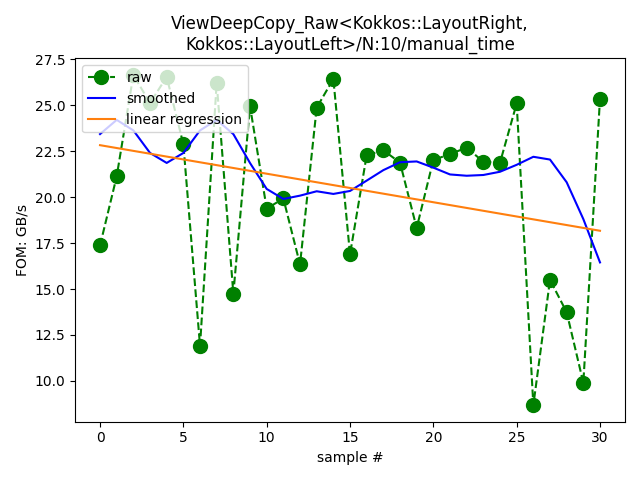 ViewDeepCopy_Raw<Kokkos::LayoutRight,
Kokkos::LayoutLeft>/N:10/manual_time
raw
smoothed
linear regression
FOM: GB/s
27.5
25.0
22.5
20.0
17.5
15.0
12.5
10.0
0 5 10 15 20 25 30
sample #